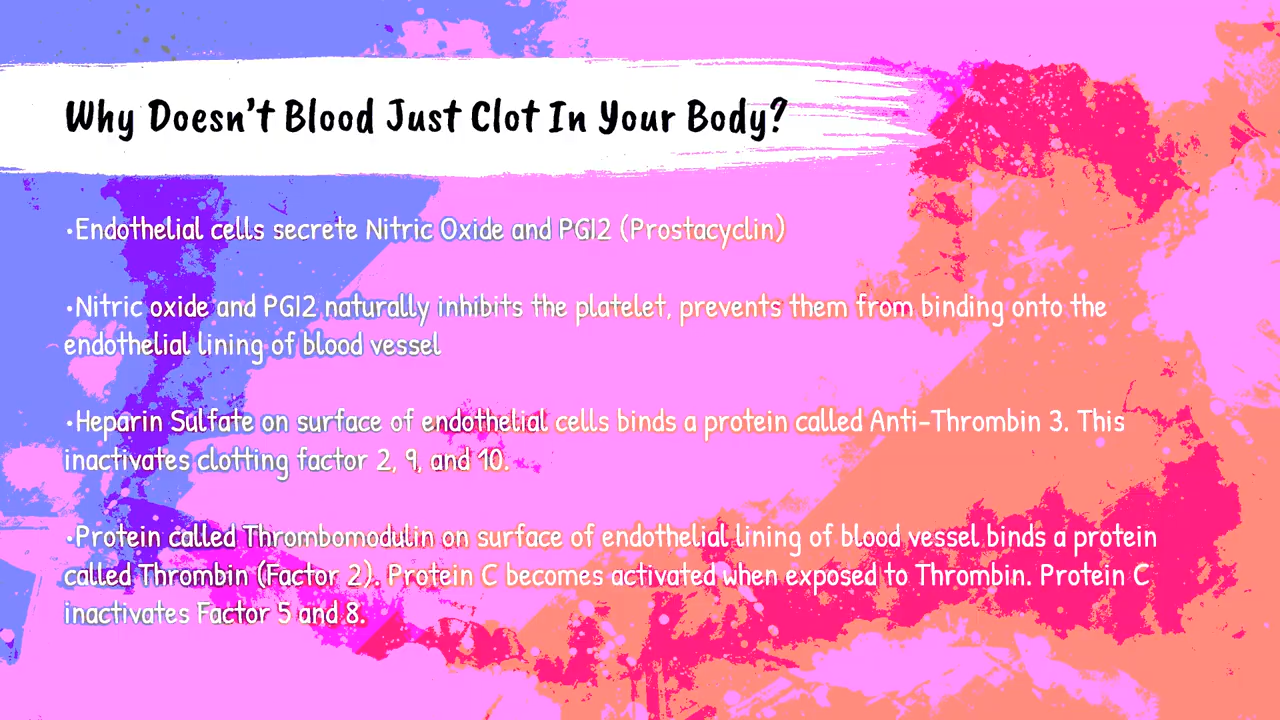 Why Doesn't Blood Just Clot In Your Body?
•Endothelial cells secrete Nitric Oxide and PGI2 (Prostacyclin)
•Nitric oxide and PGI2 naturally inhibits the platelet, prevents them from binding onto the
endothelial lining of blood vessel
•Heparin Sulfate on surface of endothelial cells binds a protein called Anti-Thrombin 3. This
inactivates clotting factor 2, 9, and 10.
•Protein called Thrombomodulin on surface of endothelial lining of blood vessel binds a protein
called Thrombin (Factor 2). Protein C becomes activated when exposed to Thrombin. Protein C
inactivates Factor 5 and 8.